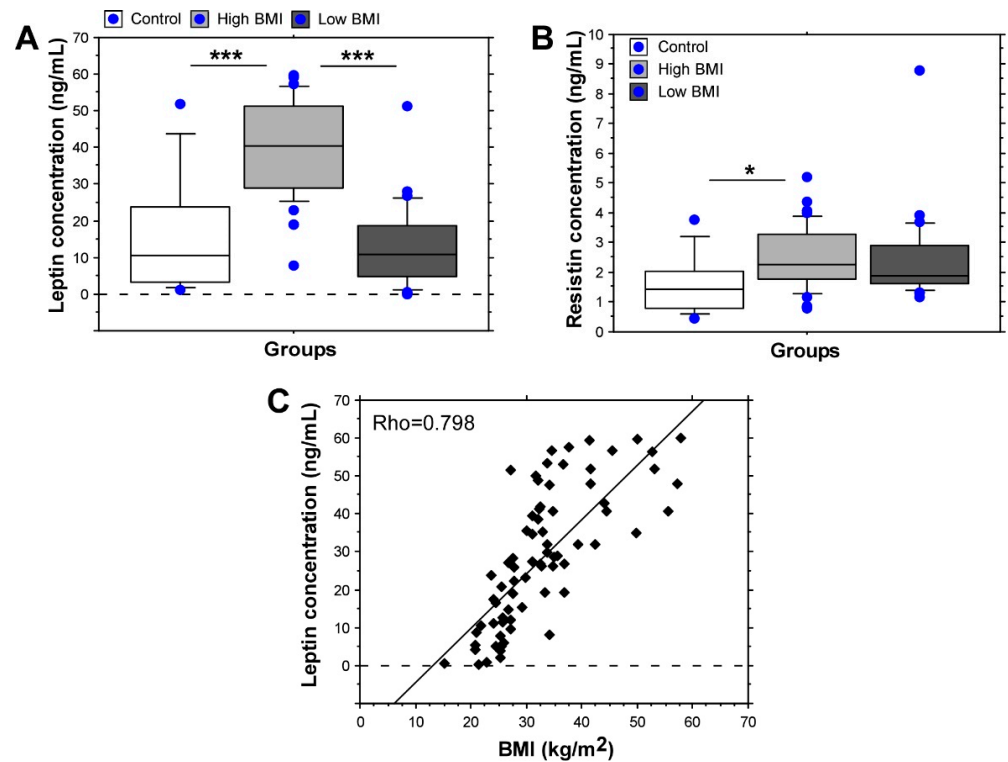 A
Control High BMI Low BMI
Leptin concentration (ng/mL)
70
60
50
40
30
20
10
0
*** ***
Groups
B
Control
High BMI
Low BMI
Resistin concentration (ng/mL)
10
9
8
7
6
5
4
3
2
1
0
*
Groups
C
Rho=0.798
Leptin concentration (ng/mL)
70
60
50
40
30
20
10
0
0 10 20 30 40 50 60 70
BMI (kg/m²)